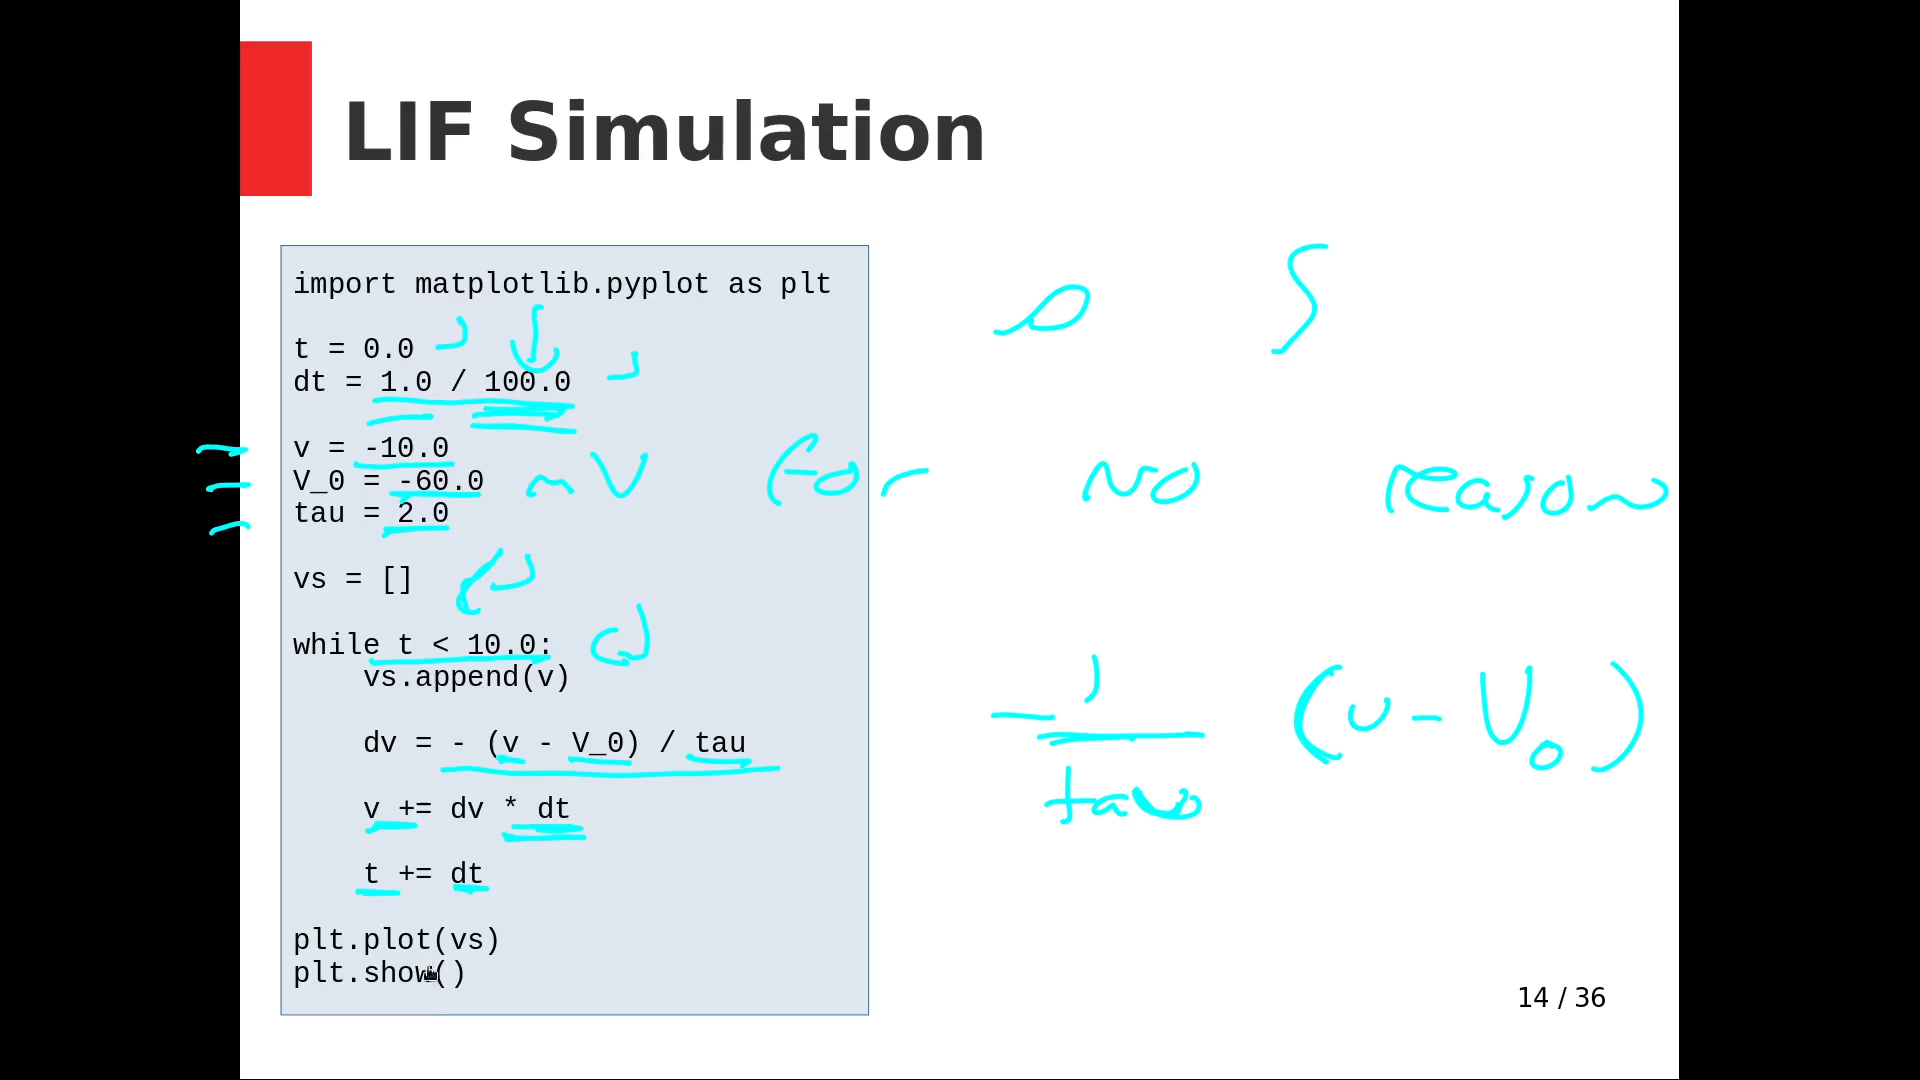 LIF Simulation
import matplotlib.pyplot as plt
t = 0.0
dt = 1.0 / 100.0
v = -10.0
V_0 = -60.0
tau = 2.0
mV for no reason
vs = []
while t < 10.0:
vs.append(v)
dv = - (v - V_0) / tau
v += dv * dt
t += dt
plt.plot(vs)
plt.show()
- 1
tau
(v - V0)
14 / 36